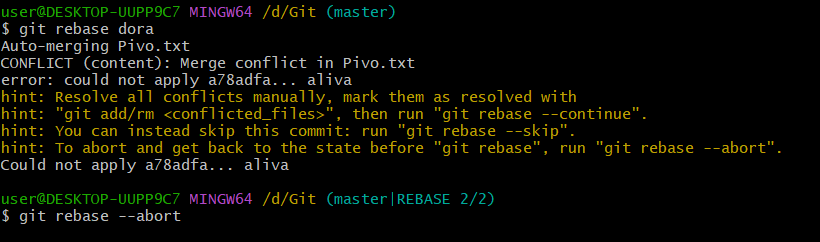 user@DESKTOP-UUPP9C7 MINGW64 /d/Git (master)
$ git rebase dora
Auto-merging Pivo.txt
CONFLICT (content): Merge conflict in Pivo.txt
error: could not apply a78adfa... aliva
hint: Resolve all conflicts manually, mark them as resolved with
hint: "git add/rm <conflicted_files>", then run "git rebase --continue".
hint: You can instead skip this commit: run "git rebase --skip".
hint: To abort and get back to the state before "git rebase", run "git rebase --abort".
Could not apply a78adfa... aliva
user@DESKTOP-UUPP9C7 MINGW64 /d/Git (master|REBASE 2/2)
$ git rebase --abort